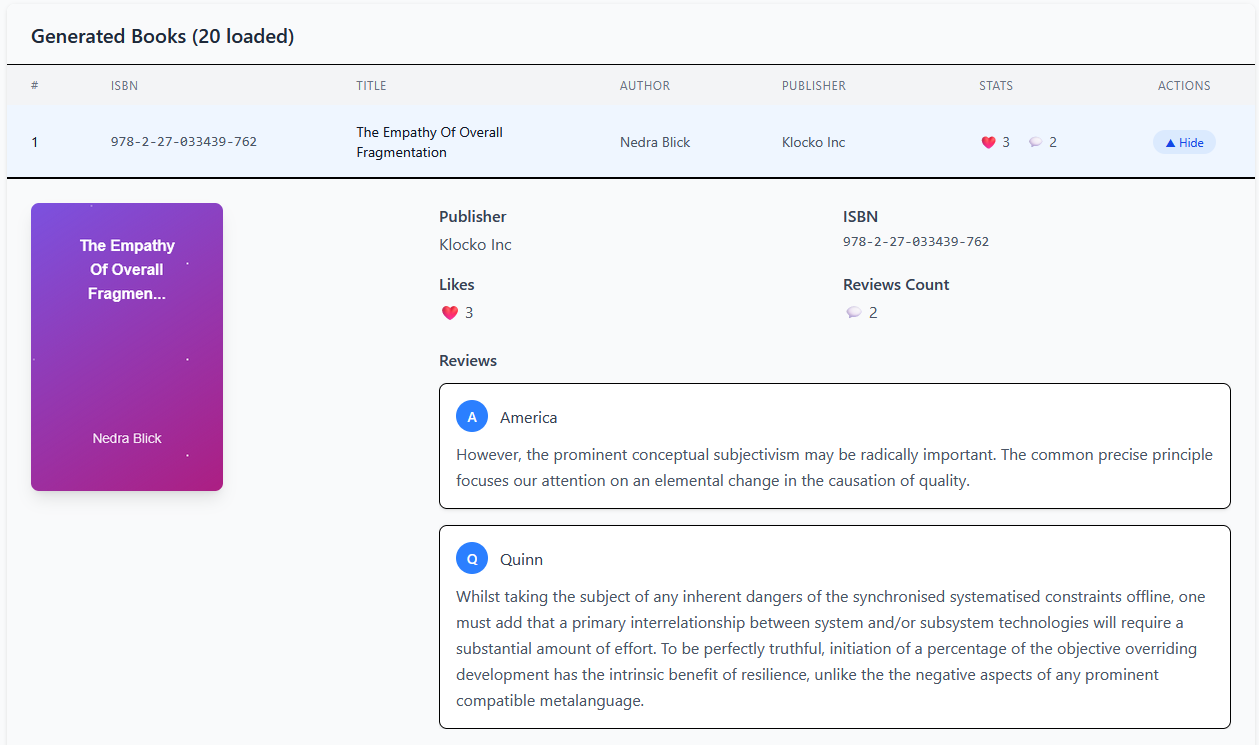 Generated Books (20 loaded)
# ISBN TITLE AUTHOR PUBLISHER STATS ACTIONS
1 978-2-27-033439-762 The Empathy Of Overall Nedra Blick Klocko Inc ❤️ 3 💬 2 ▲ Hide
Fragmentation
The Empathy
Of Overall
Fragmen...
Nedra Blick
Publisher
Klocko Inc
ISBN
978-2-27-033439-762
Likes
❤️ 3
Reviews Count
💬 2
Reviews
A America
However, the prominent conceptual subjectivism may be radically important. The common precise principle
focuses our attention on an elemental change in the causation of quality.
Q Quinn
Whilst taking the subject of any inherent dangers of the synchronised systematised constraints offline, one
must add that a primary interrelationship between system and/or subsystem technologies will require a
substantial amount of effort. To be perfectly truthful, initiation of a percentage of the objective overriding
development has the intrinsic benefit of resilience, unlike the the negative aspects of any prominent
compatible metalanguage.